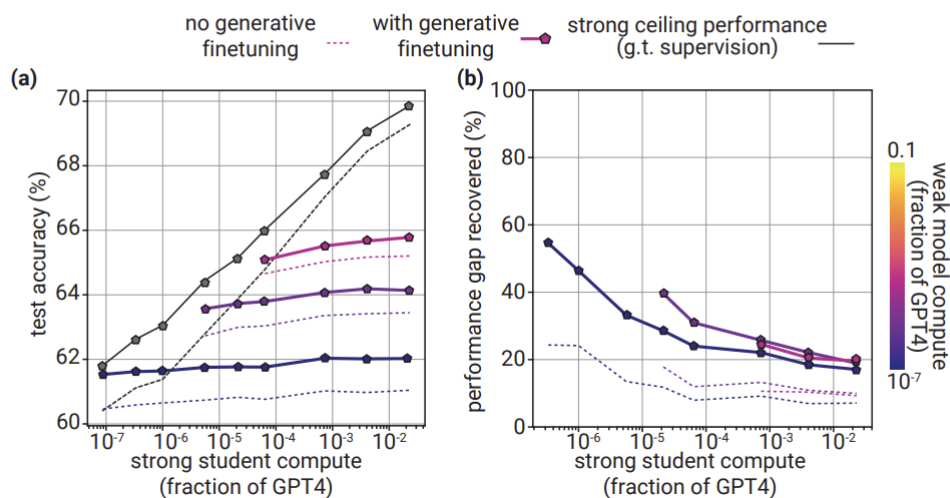 no generative
finetuning
with generative
finetuning
strong ceiling performance
(g.t. supervision)
(a)
test accuracy (%)
70
68
66
64
62
60
10-7
10-6
10-5
10-4
10-3
10-2
strong student compute
(fraction of GPT4)
(b)
performance gap recovered (%)
100
80
60
40
20
0
10-6
10-5
10-4
10-3
10-2
strong student compute
(fraction of GPT4)
0.1
10-7
weak model compute
(fraction of GPT4)